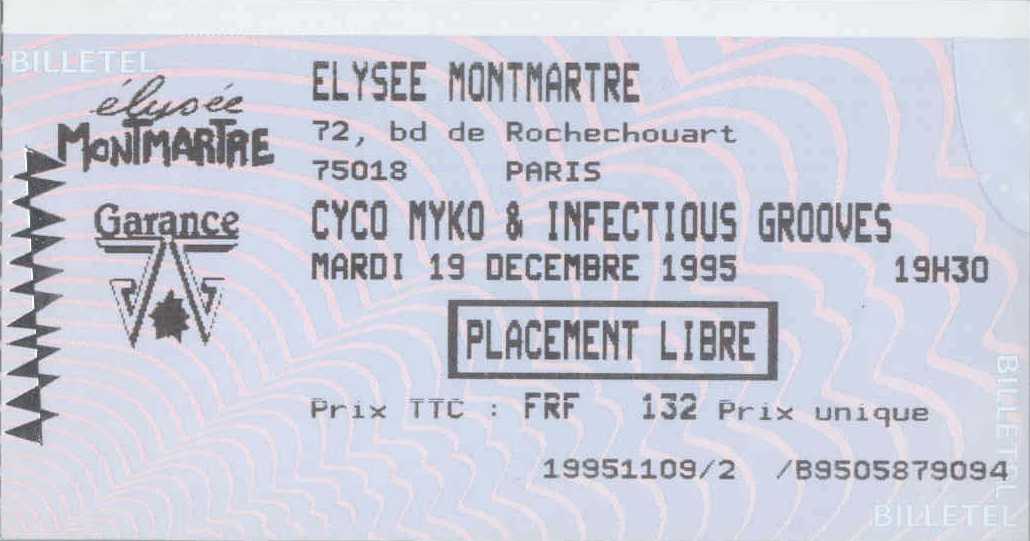 BILLETEL
élysée
MONTMARTRE
Garance
ELYSEE MONTMARTRE
72, bd de Rochechouart
75018 PARIS
CYCO MYKO & INFECTIOUS GROOVES
MARDI 19 DECEMBRE 1995 19H30
PLACEMENT LIBRE
Prix TTC : FRF 132 Prix unique
19951109/2 /B9505879094
BILLETEL
BILLETEL